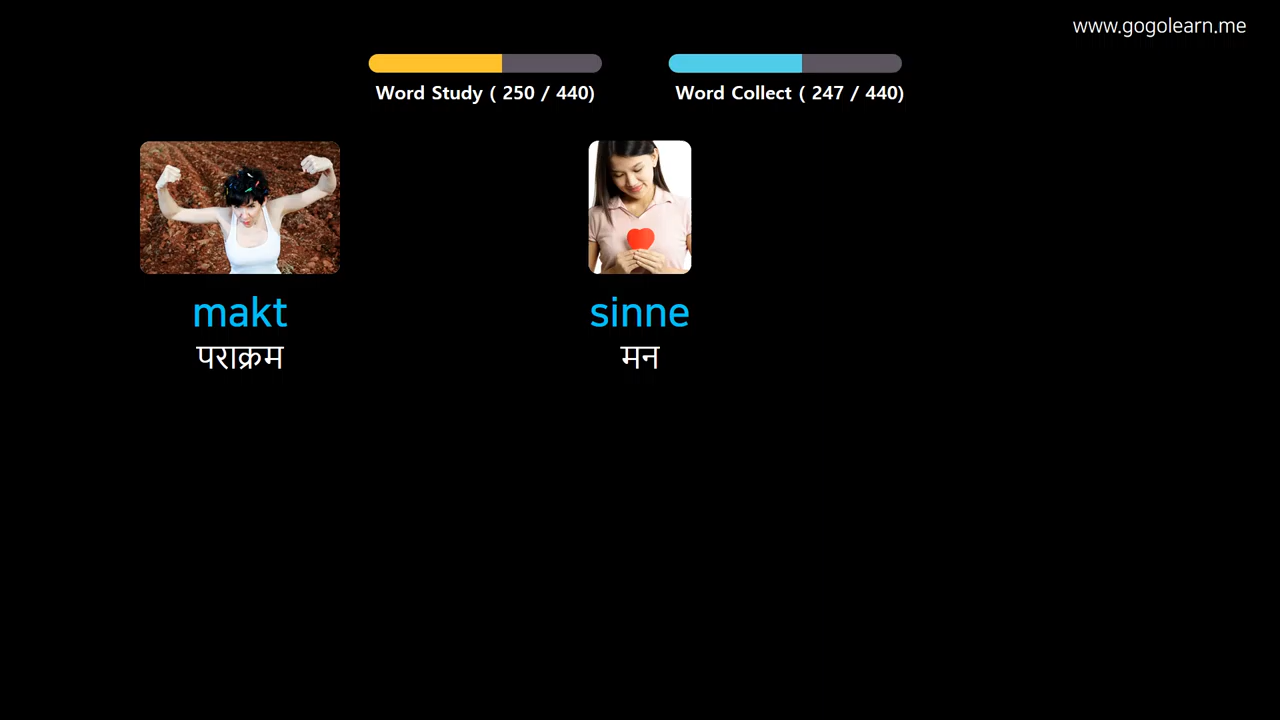 www.gogolearn.me
Word Study ( 250 / 440)
Word Collect ( 247 / 440)
makt
पराक्रम
sinne
मन